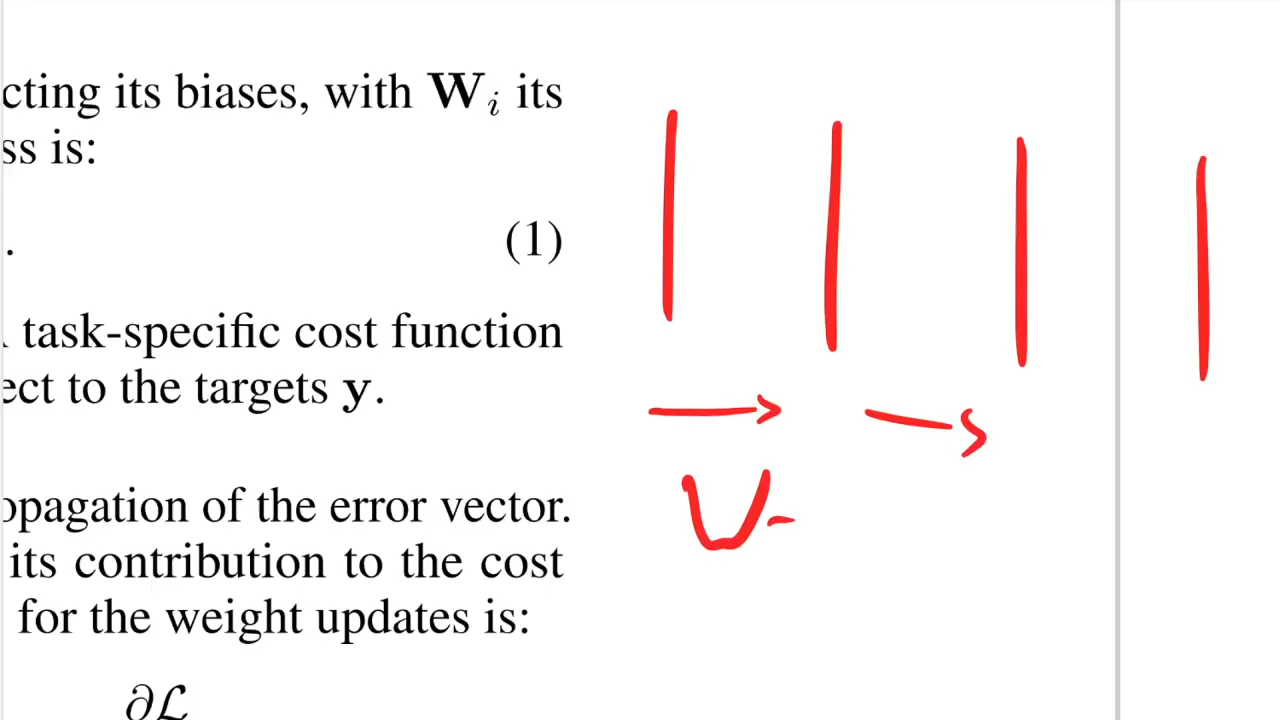 cting its biases, with W_i its
ss is:
. (1)
task-specific cost function
ect to the targets y.
opagation of the error vector.
its contribution to the cost
for the weight updates is:
∂ℒ